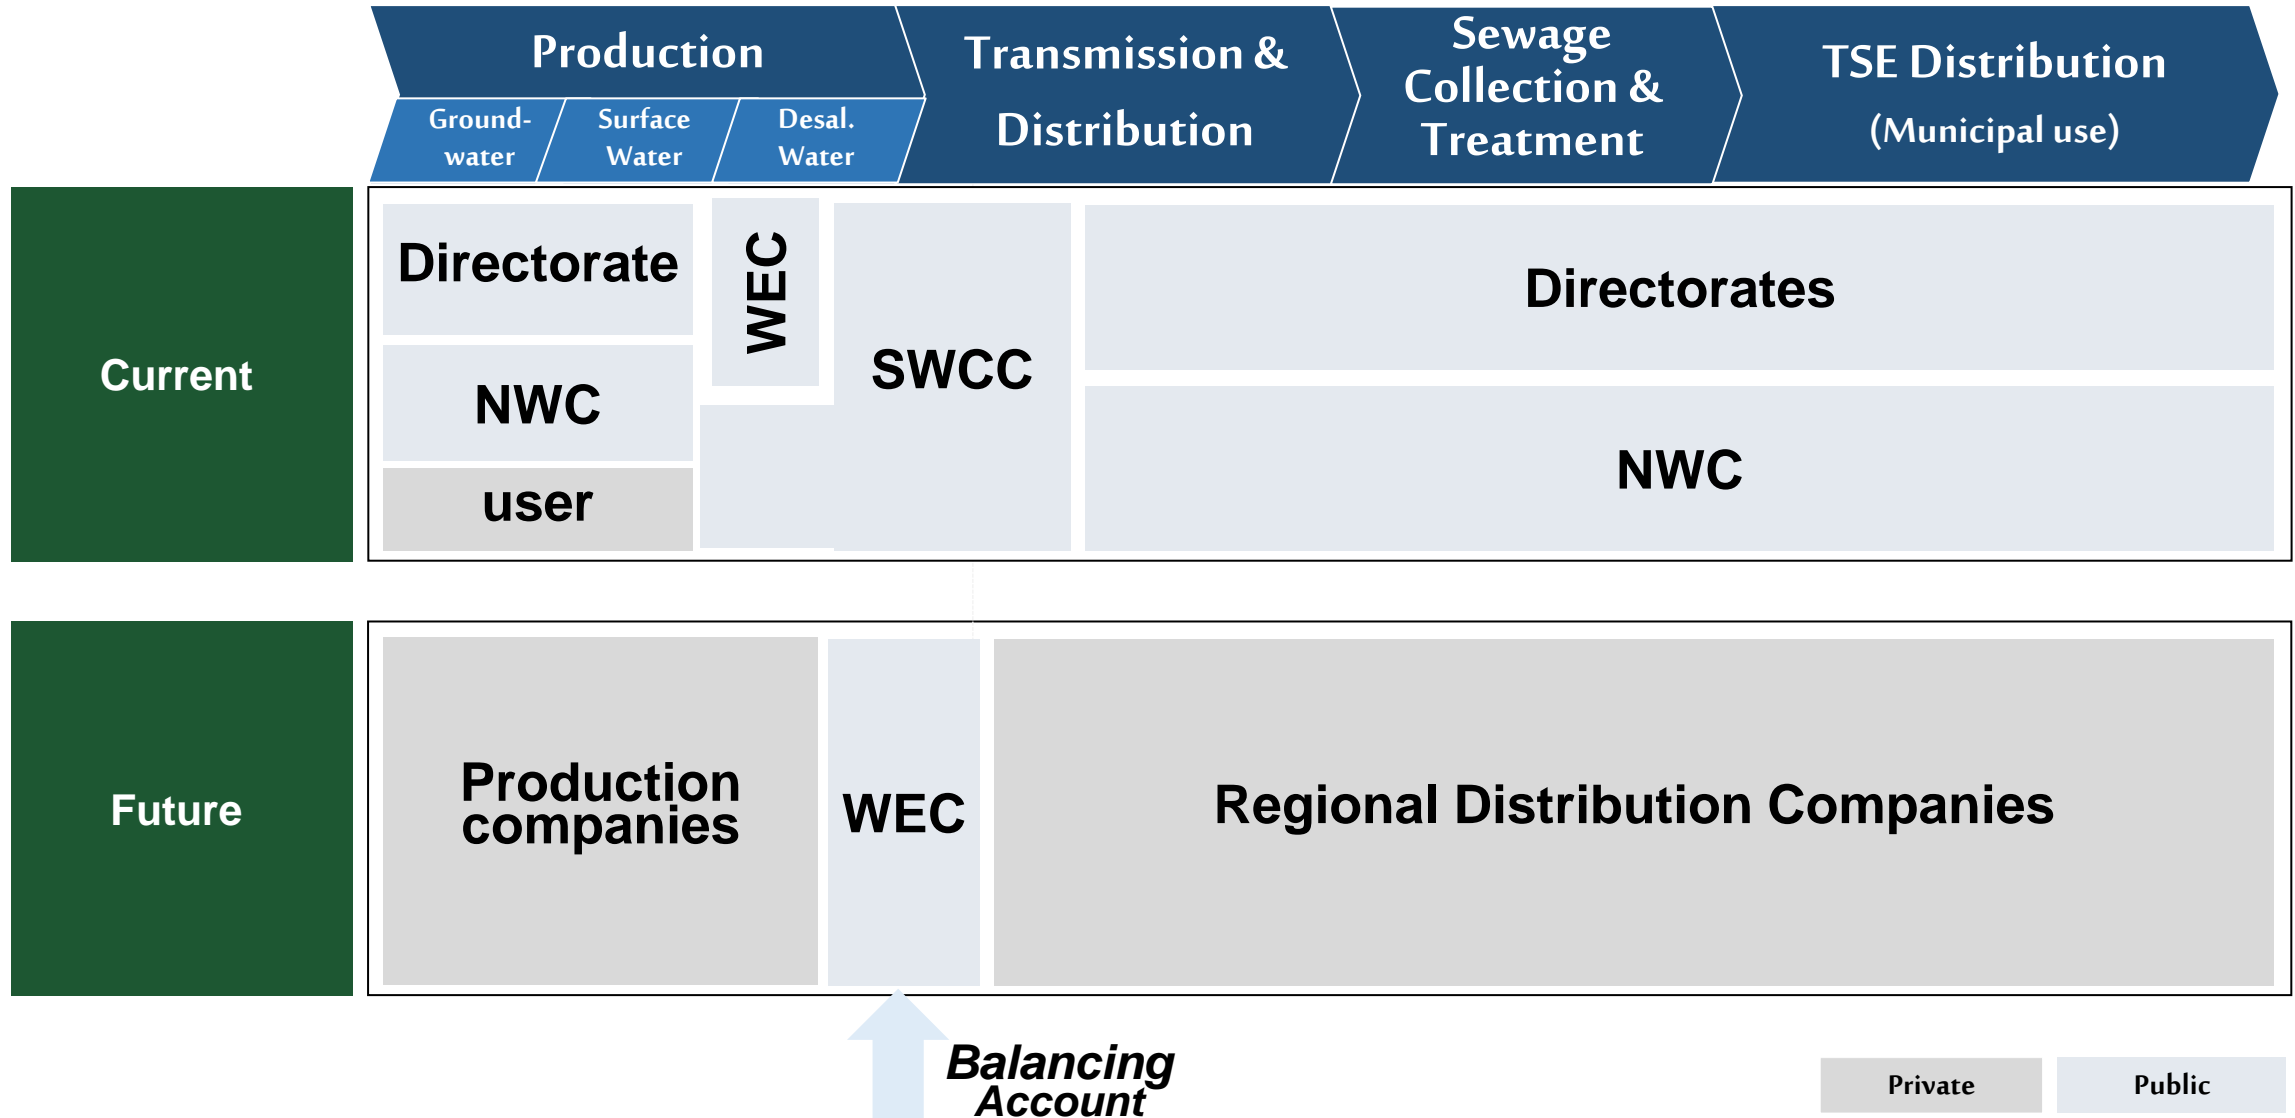 Production
Ground-
water
Surface
Water
Desal.
Water
Transmission &
Distribution
Sewage
Collection &
Treatment
TSE Distribution
(Municipal use)
Current
Directorate
NWC
user
WEC
SWCC
Directorates
NWC
Future
Production
companies
WEC
Regional Distribution Companies
Balancing
Account
Private
Public